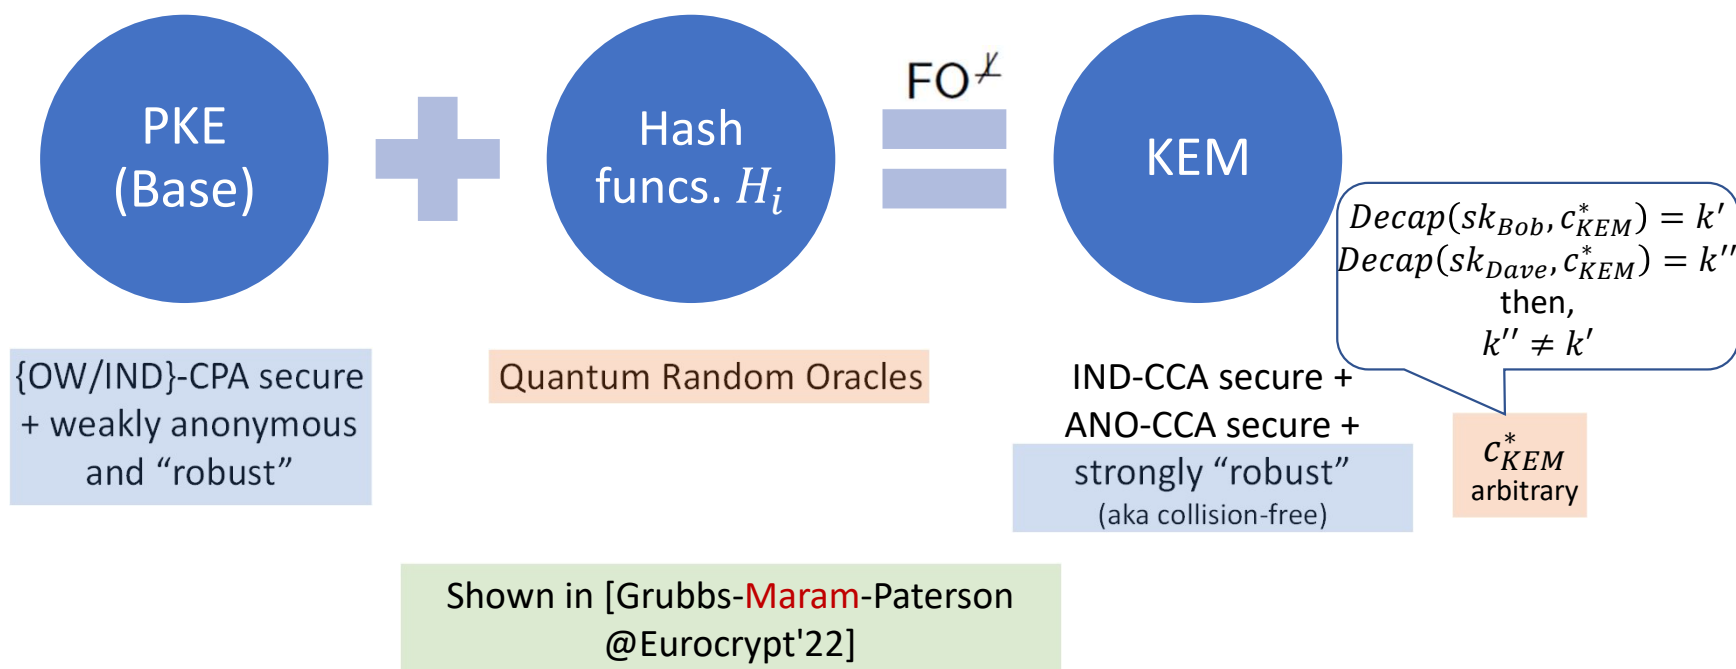 PKE
(Base)
Hash
funcs. H_i
FO^⊥̸
KEM
Decap(sk_Bob, c*_KEM) = k′
Decap(sk_Dave, c*_KEM) = k′′
then,
k′′ ≠ k′
{OW/IND}-CPA secure
+ weakly anonymous
and “robust”
Quantum Random Oracles
IND-CCA secure +
ANO-CCA secure +
strongly “robust”
(aka collision-free)
c*_KEM
arbitrary
Shown in [Grubbs-Maram-Paterson
@Eurocrypt'22]